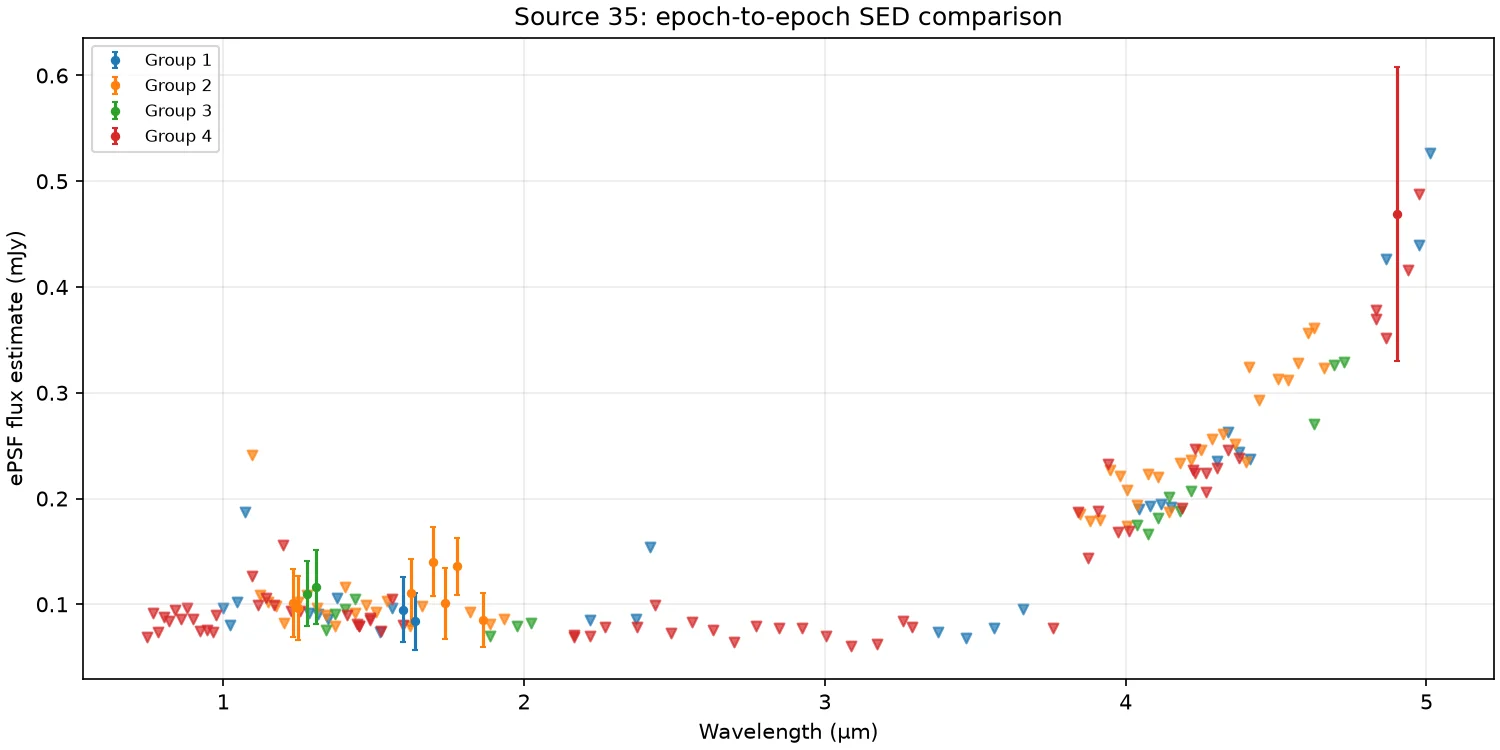 Source 35: epoch-to-epoch SED comparison
Group 1
Group 2
Group 3
Group 4
ePSF flux estimate (mJy)
0.6
0.5
0.4
0.3
0.2
0.1
1 2 3 4 5
Wavelength (μm)